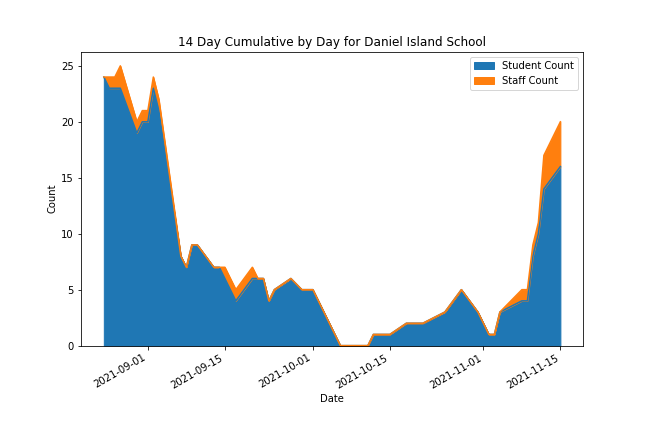 14 Day Cumulative by Day for Daniel Island School
Student Count
Staff Count
Count
25
20
15
10
5
0
2021-09-01
2021-09-15
2021-10-01
2021-10-15
2021-11-01
2021-11-15
Date